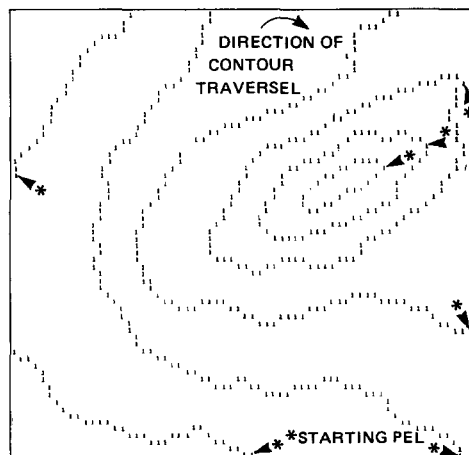 DIRECTION OF
CONTOUR
TRAVERSEL
*
*
*
*
*
* *STARTING PEL *